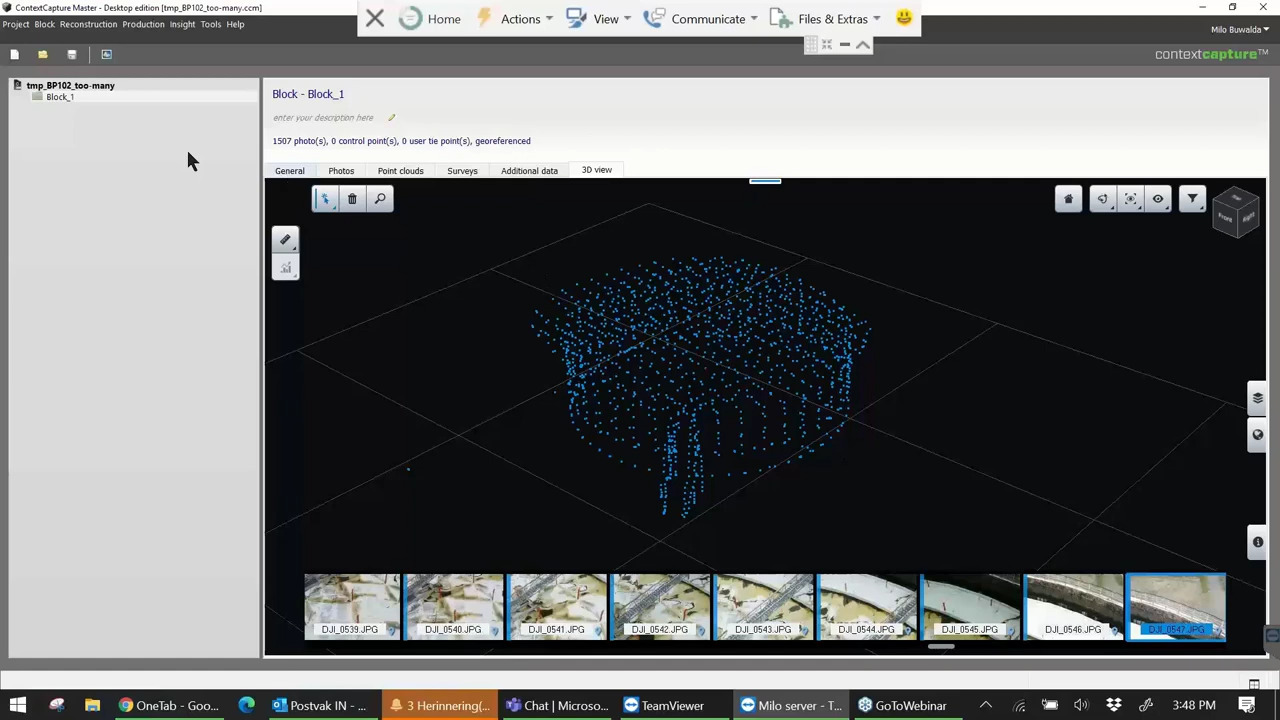 ContextCapture Master - Desktop edition [tmp_BP102_too-many.ccm]
Project Block Reconstruction Production Insight Tools Help
Home Actions View Communicate Files & Extras
Milo Buwalda
contextcapture™
tmp_BP102_too-many
Block_1
Block - Block_1
enter your description here
1507 photo(s), 0 control point(s), 0 user tie point(s), georeferenced
General Photos Point clouds Surveys Additional data 3D view
Top
Front Right
DJI_0539.JPG DJI_0540.JPG DJI_0541.JPG DJI_0542.JPG DJI_0543.JPG DJI_0544.JPG DJI_0545.JPG DJI_0546.JPG DJI_0547.JPG
OneTab - Goo... Postvak IN - ... 3 Herinnering(... Chat | Microso... TeamViewer Milo server - T... GoToWebinar 3:48 PM